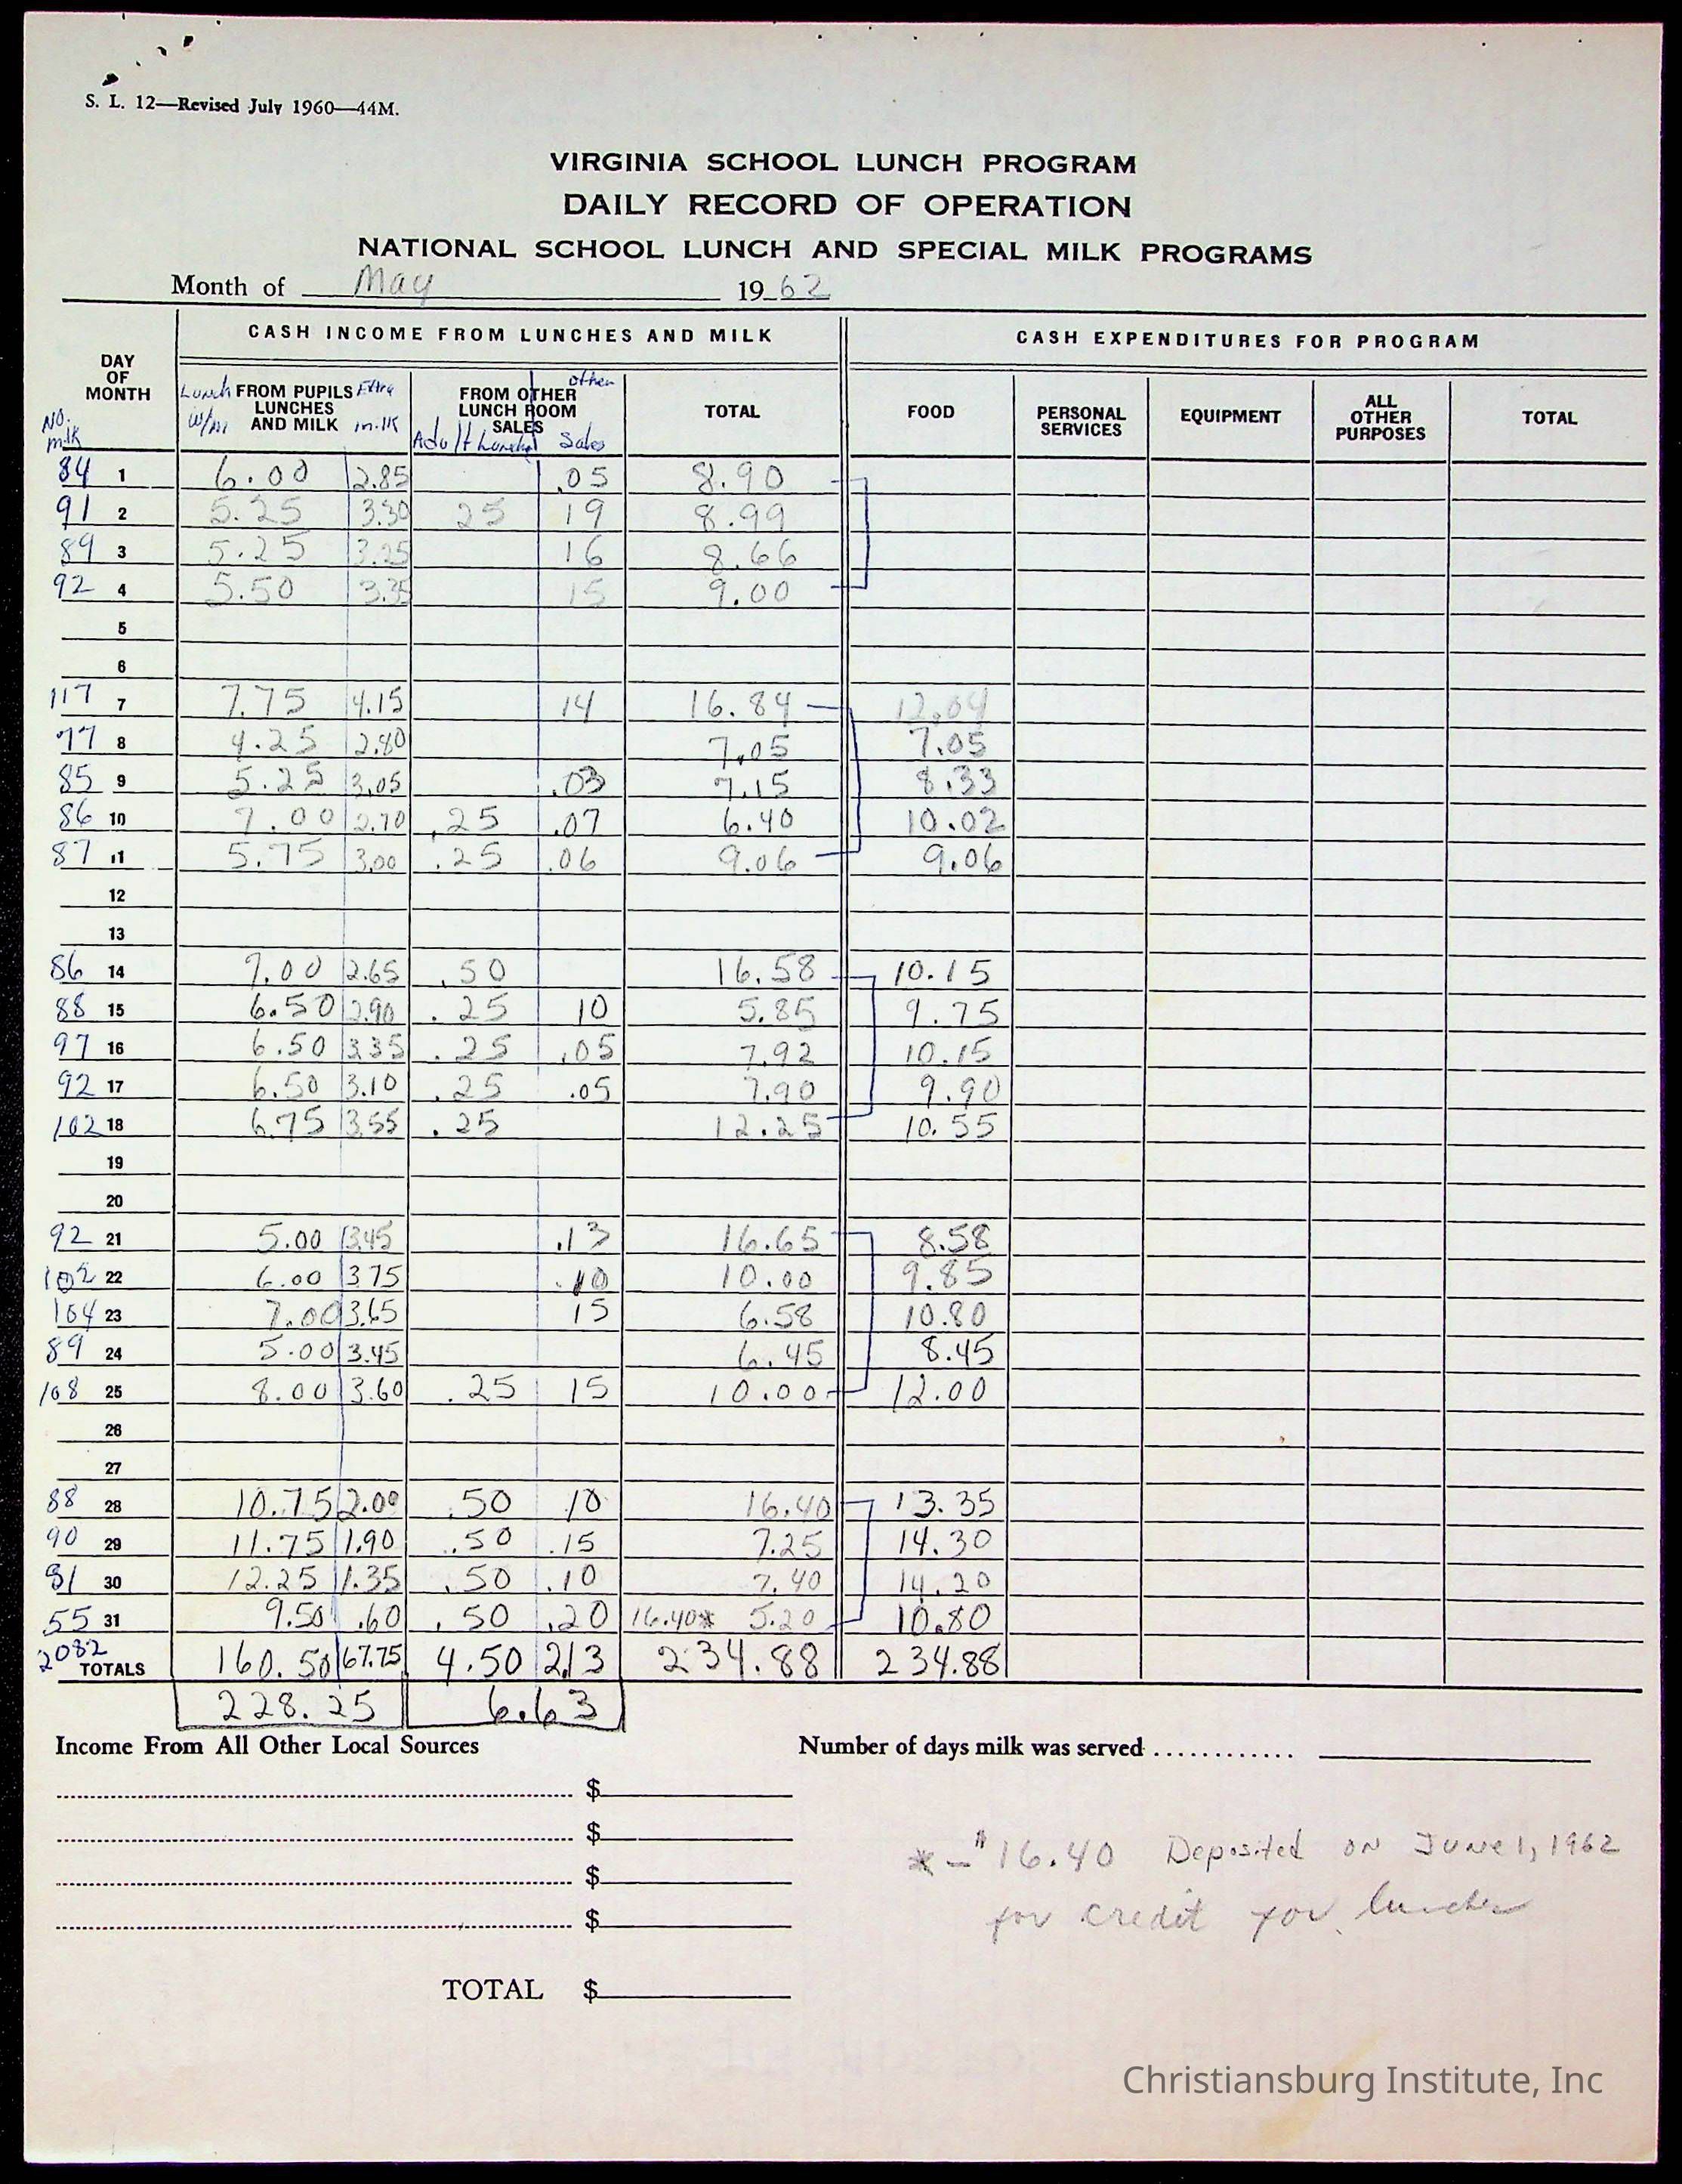 S. L. 12—Revised July 1960—44M.
VIRGINIA SCHOOL LUNCH PROGRAM
DAILY RECORD OF OPERATION
NATIONAL SCHOOL LUNCH AND SPECIAL MILK PROGRAMS
Month of May 1962
CASH INCOME FROM LUNCHES AND MILK CASH EXPENDITURES FOR PROGRAM
DAY OF MONTH
No. milk
Lunch w/m FROM PUPILS LUNCHES AND MILK Extra milk
FROM OTHER LUNCH ROOM SALES Adult Lunches other Sales
TOTAL FOOD PERSONAL SERVICES EQUIPMENT ALL OTHER PURPOSES TOTAL
84 1 6.00 2.85 .05 8.90
91 2 5.25 3.30 25 19 8.99
89 3 5.25 3.25 16 8.66
92 4 5.50 3.35 15 9.00
5
6
117 7 7.75 4.15 14 16.84 12.04
77 8 4.25 2.80 7.05 7.05
85 9 5.25 3.05 .03 7.15 8.33
86 10 7.00 2.70 .25 .07 6.40 10.02
87 11 5.75 3.00 .25 .06 9.06 9.06
12
13
86 14 7.00 2.65 .50 16.58 10.15
88 15 6.50 2.90 .25 10 5.85 9.75
97 16 6.50 3.35 .25 .05 7.92 10.15
92 17 6.50 3.10 .25 .05 7.90 9.90
102 18 6.75 3.55 .25 12.25 10.55
19
20
92 21 5.00 3.45 .13 16.65 8.58
102 22 6.00 3.75 .10 10.00 9.85
104 23 7.00 3.65 15 6.58 10.80
89 24 5.00 3.45 6.45 8.45
108 25 8.00 3.60 .25 15 10.00 12.00
26
27
88 28 10.75 2.00 .50 10 16.40 13.35
90 29 11.75 1.90 .50 .15 7.25 14.30
81 30 12.25 1.35 .50 .10 7.40 14.20
55 31 9.50 .60 .50 .20 16.40* 5.20 10.80
2082 TOTALS 160.50 67.75 4.50 2.13 234.88 234.88
228.25 6.63
Income From All Other Local Sources Number of days milk was served ............
$
$
$
$
TOTAL $
* – $16.40 Deposited on June 1, 1962
for credit for lunches
Christiansburg Institute, Inc